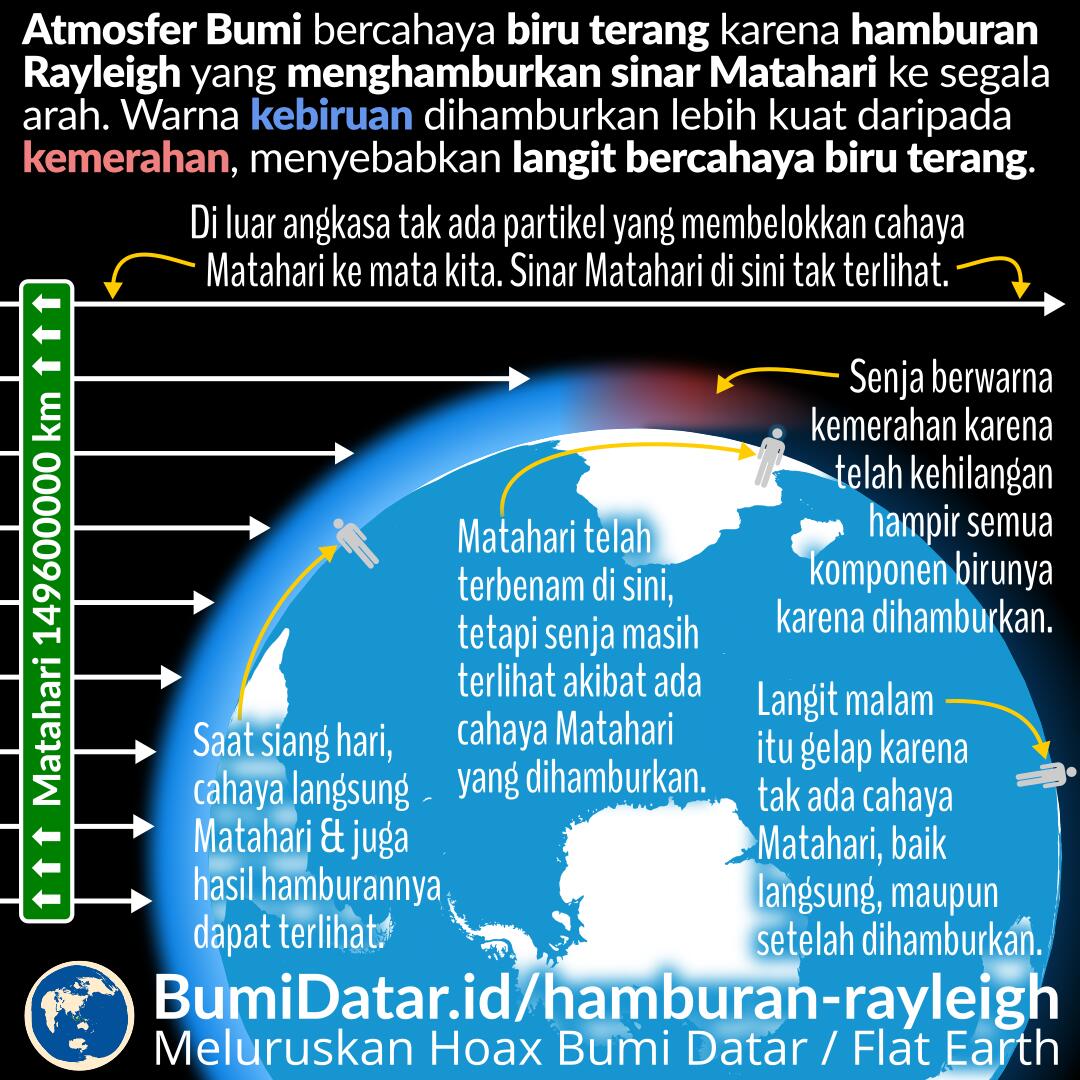 Atmosfer Bumi bercahaya biru terang karena hamburan
Rayleigh yang menghamburkan sinar Matahari ke segala
arah. Warna kebiruan dihamburkan lebih kuat daripada
kemerahan, menyebabkan langit bercahaya biru terang.
Di luar angkasa tak ada partikel yang membelokkan cahaya
Matahari ke mata kita. Sinar Matahari di sini tak terlihat.
Matahari 149600000 km
Senja berwarna
kemerahan karena
telah kehilangan
hampir semua
komponen birunya
karena dihamburkan.
Matahari telah
terbenam di sini,
tetapi senja masih
terlihat akibat ada
cahaya Matahari
yang dihamburkan.
Saat siang hari,
cahaya langsung
Matahari & juga
hasil hamburannya
dapat terlihat.
Langit malam
itu gelap karena
tak ada cahaya
Matahari, baik
langsung, maupun
setelah dihamburkan.
BumiDatar.id/hamburan-rayleigh
Meluruskan Hoax Bumi Datar / Flat Earth